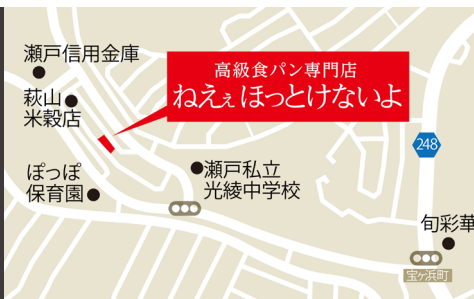 瀬戸信用金庫
高級食パン専門店
ねえぇほっとけないよ
萩山
米穀店
248
ぽっぽ
保育園
瀬戸私立
光綾中学校
旬彩華
宝ヶ浜町